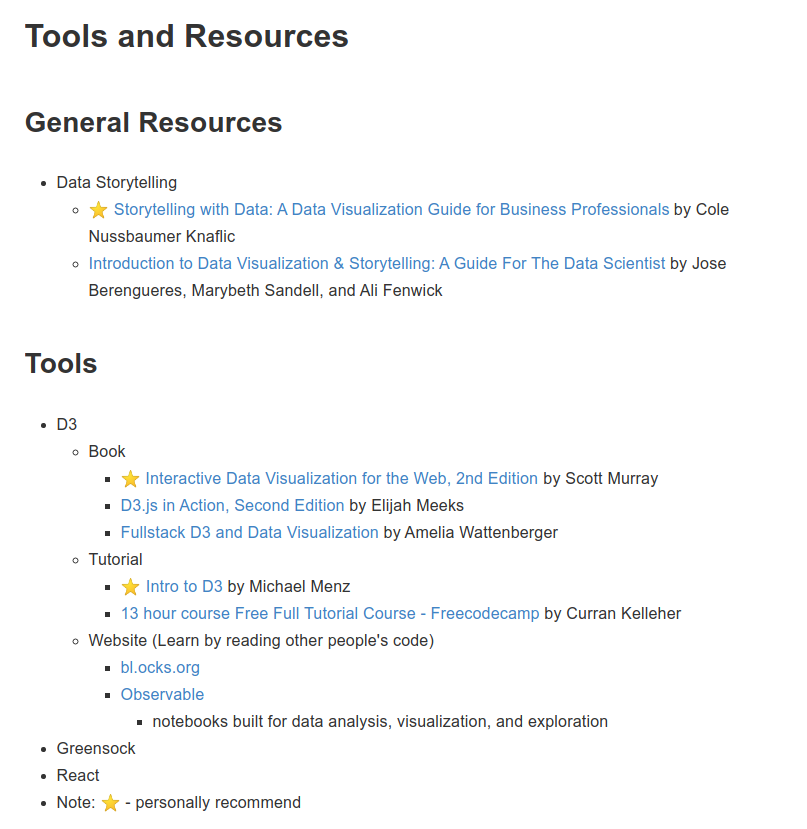 Tools and Resources
General Resources
Data Storytelling
⭐ Storytelling with Data: A Data Visualization Guide for Business Professionals by Cole
Nussbaumer Knaflic
Introduction to Data Visualization & Storytelling: A Guide For The Data Scientist by Jose
Berengueres, Marybeth Sandell, and Ali Fenwick
Tools
D3
Book
⭐ Interactive Data Visualization for the Web, 2nd Edition by Scott Murray
D3.js in Action, Second Edition by Elijah Meeks
Fullstack D3 and Data Visualization by Amelia Wattenberger
Tutorial
⭐ Intro to D3 by Michael Menz
13 hour course Free Full Tutorial Course - Freecodecamp by Curran Kelleher
Website (Learn by reading other people's code)
bl.ocks.org
Observable
notebooks built for data analysis, visualization, and exploration
Greensock
React
Note: ⭐ - personally recommend